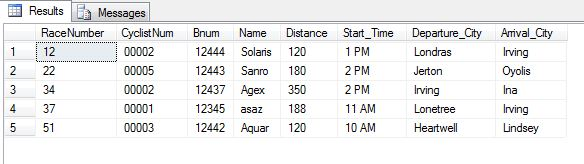 Results Messages
RaceNumber CyclistNum Bnum Name Distance Start_Time Departure_City Arrival_City
1 12 00002 12444 Solaris 120 1 PM Londras Irving
2 22 00005 12443 Sanro 180 2 PM Jerton Oyolis
3 34 00002 12437 Agex 350 2 PM Irving Ina
4 37 00001 12345 asaz 188 11 AM Lonetree Irving
5 51 00003 12442 Aquar 120 10 AM Heartwell Lindsey